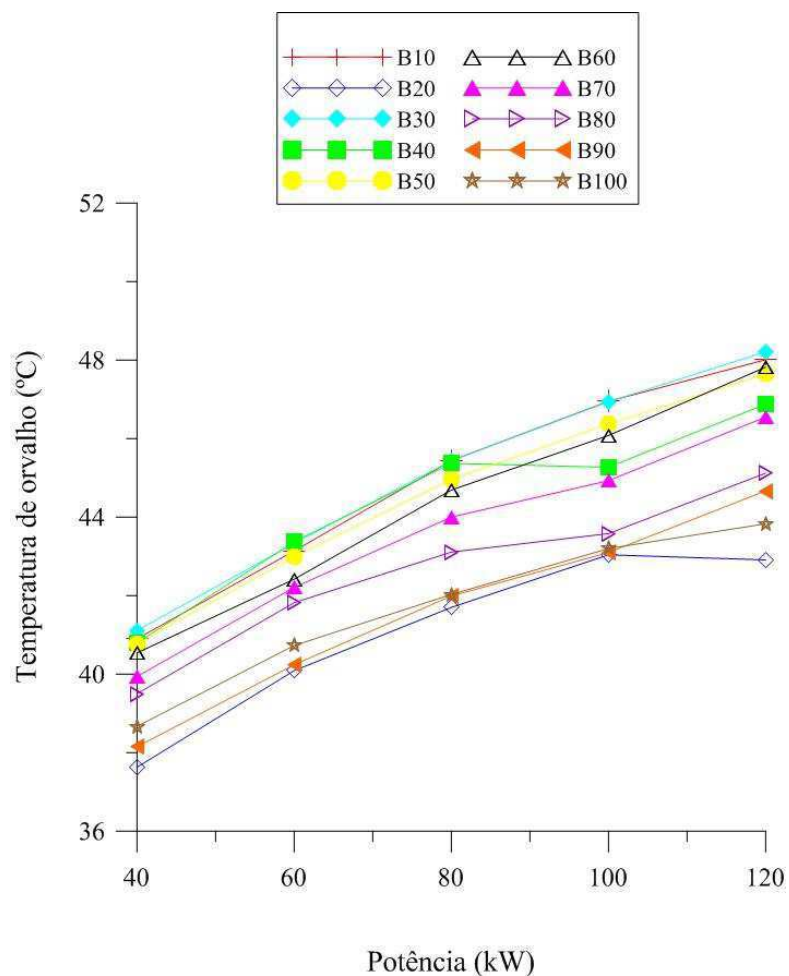 B10 B60
B20 B70
B30 B80
B40 B90
B50 B100
52
48
44
40
36
Temperatura de orvalho (ºC)
40 60 80 100 120
Potência (kW)